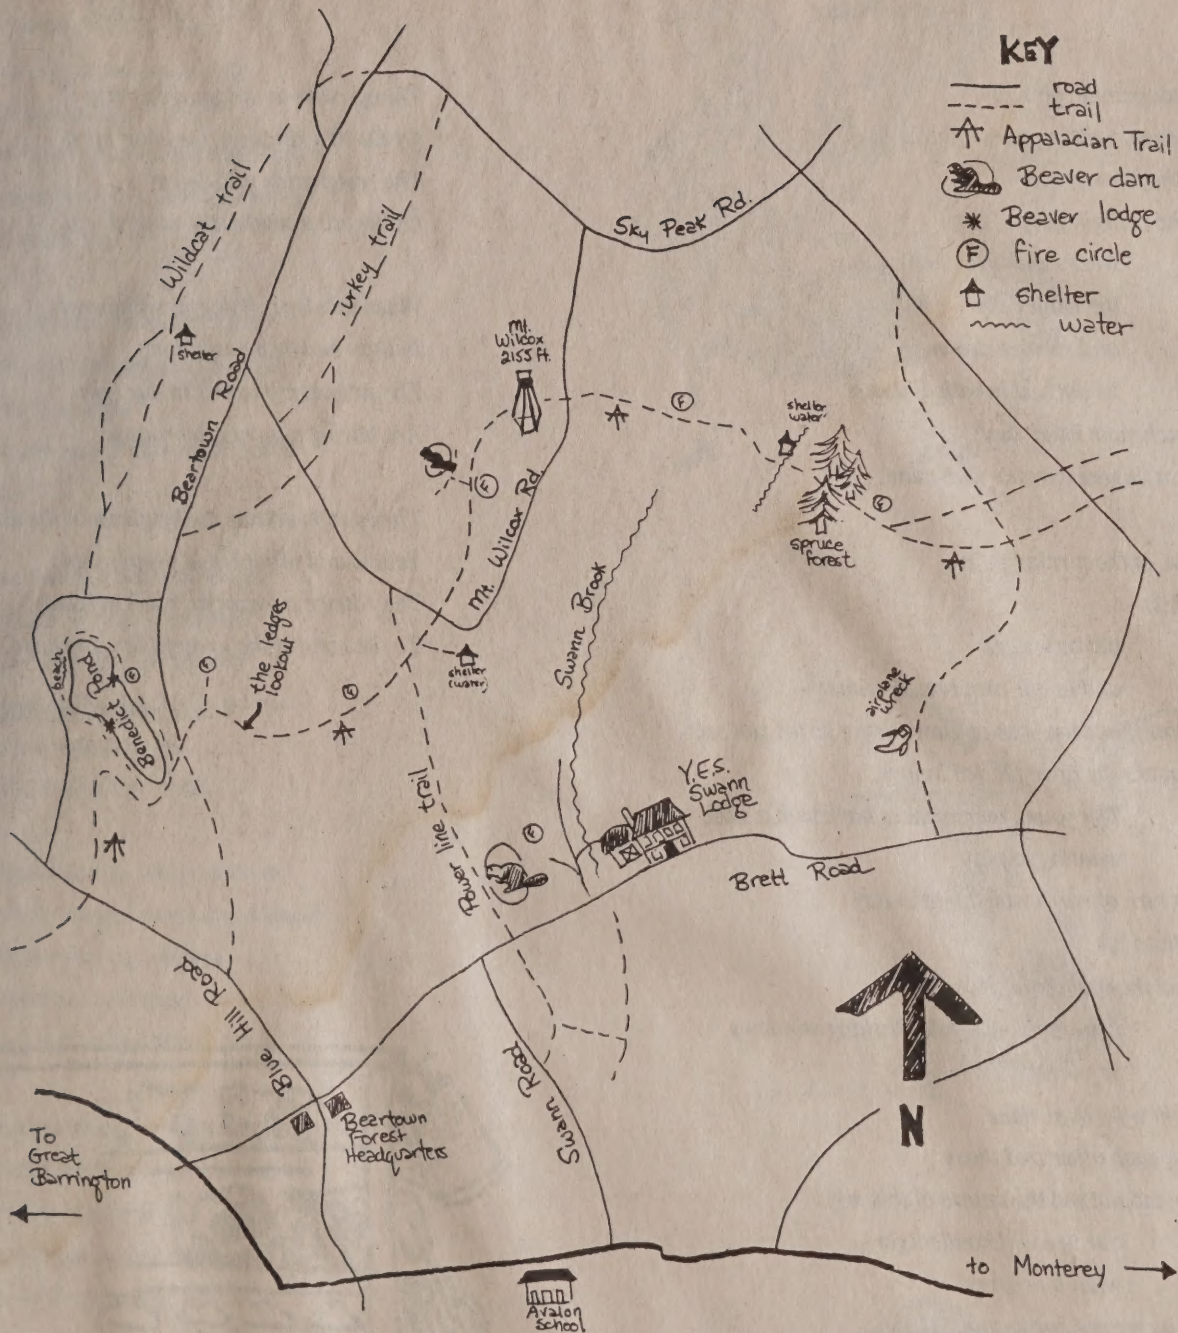 KEY
road
trail
Appalacian Trail
Beaver dam
Beaver lodge
F
fire circle
shelter
water
Sky Peak Rd.
Wildcat trail
Turkey trail
shelter
Beartown Road
Mt.
Wilcox
2155 ft.
F
shelter
water
F
F
Mt. Wilcox Rd.
spruce
forest
Swann Brook
beach
Benedict Pond
F
F
the ledges
lookout
F
shelter
(water)
airplane
wreck
Y.E.S.
Swann
Lodge
Power line trail
F
Brett Road
Blue Hill Road
Swann Road
N
Beartown
Forest
Headquarters
To
Great
Barrington
to Monterey
Avalon
School